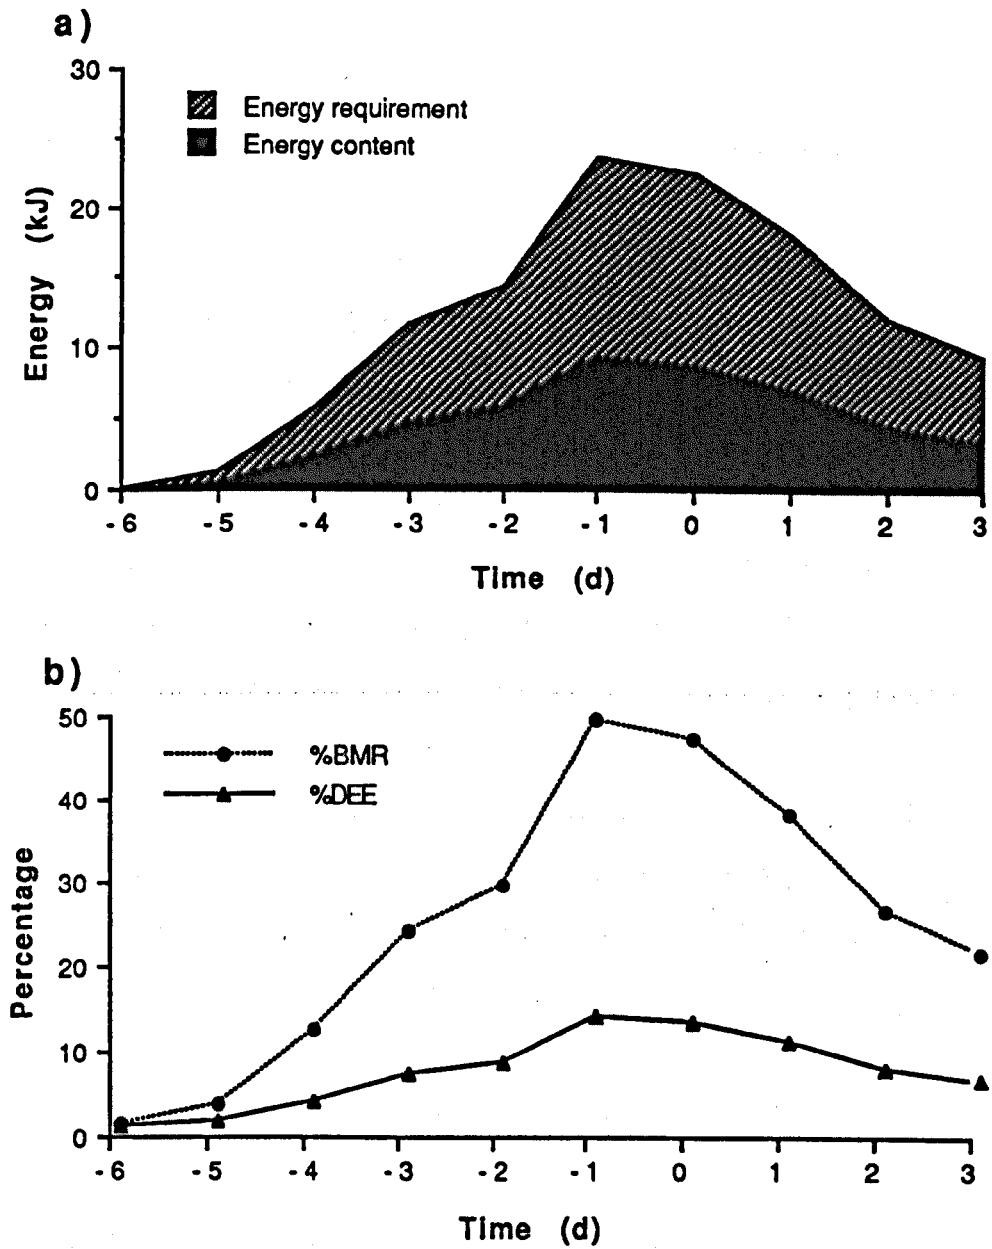 a)
30
Energy requirement
Energy content
20
10
0
Energy (kJ)
-6 -5 -4 -3 -2 -1 0 1 2 3
Time (d)
b)
50
%BMR
%DEE
40
30
20
10
0
Percentage
-6 -5 -4 -3 -2 -1 0 1 2 3
Time (d)